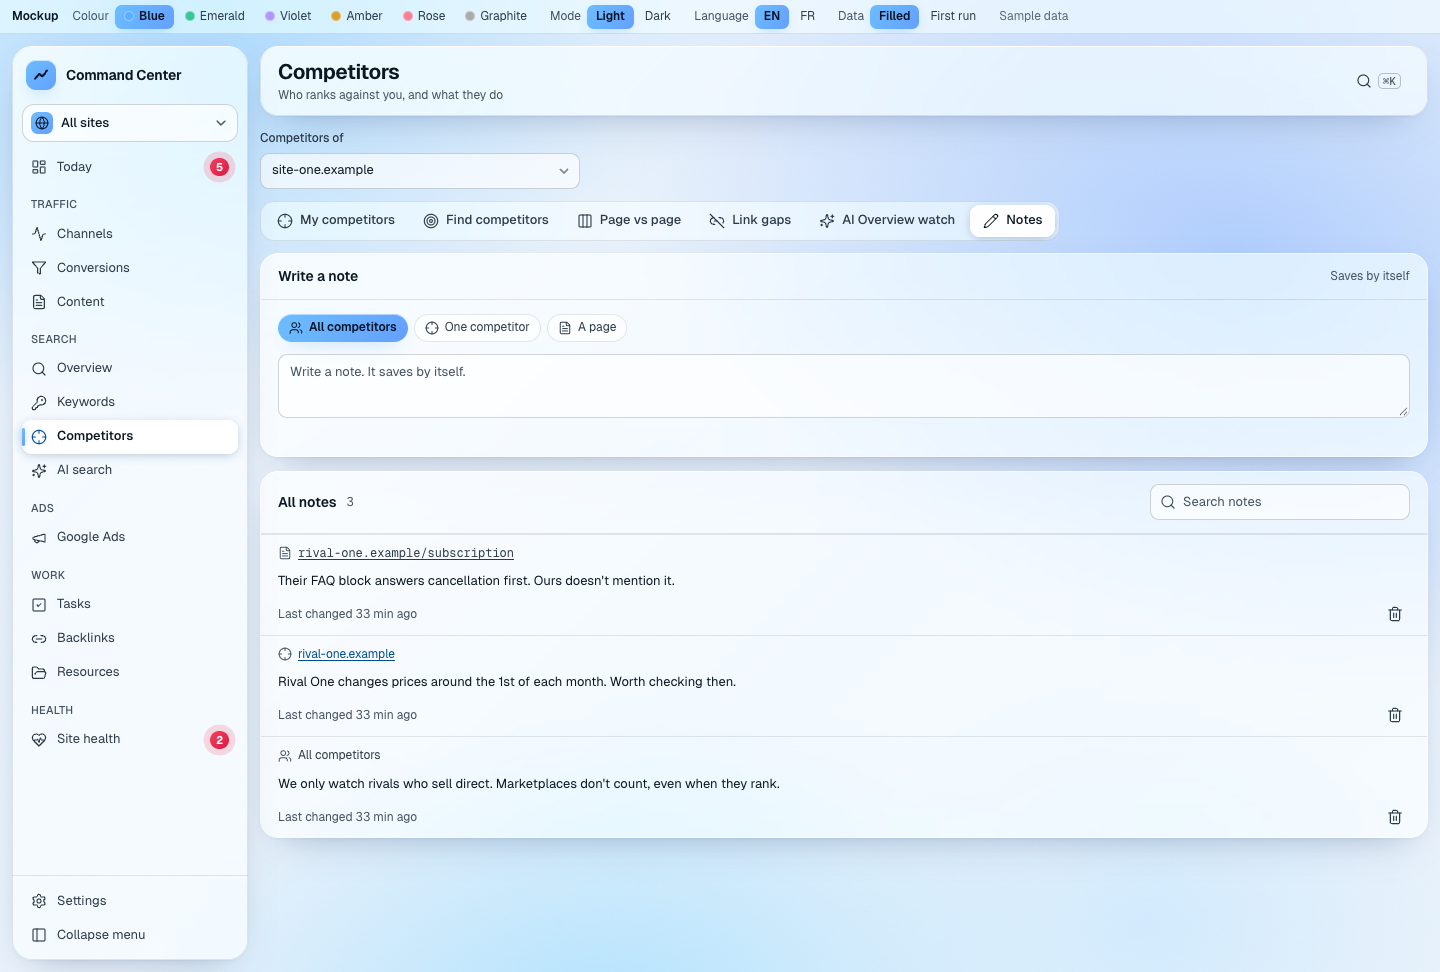 Mockup Colour Blue Emerald Violet Amber Rose Graphite Mode Light Dark Language EN FR Data Filled First run Sample data
Command Center
All sites
Today 5
TRAFFIC
Channels
Conversions
Content
SEARCH
Overview
Keywords
Competitors
AI search
ADS
Google Ads
WORK
Tasks
Backlinks
Resources
HEALTH
Site health 2
Settings
Collapse menu
Competitors
Who ranks against you, and what they do
⌘K
Competitors of
site-one.example
My competitors Find competitors Page vs page Link gaps AI Overview watch Notes
Write a note Saves by itself
All competitors One competitor A page
Write a note. It saves by itself.
All notes 3 Search notes
rival-one.example/subscription
Their FAQ block answers cancellation first. Ours doesn't mention it.
Last changed 33 min ago
rival-one.example
Rival One changes prices around the 1st of each month. Worth checking then.
Last changed 33 min ago
All competitors
We only watch rivals who sell direct. Marketplaces don't count, even when they rank.
Last changed 33 min ago